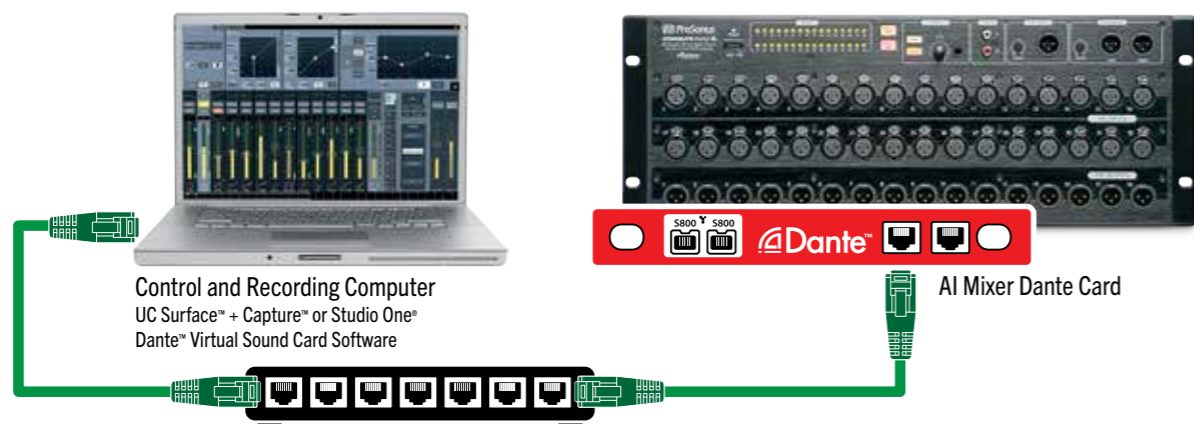 PreSonus
S800 S800
Dante™
Control and Recording Computer
UC Surface™ + Capture™ or Studio One®
Dante™ Virtual Sound Card Software
AI Mixer Dante Card